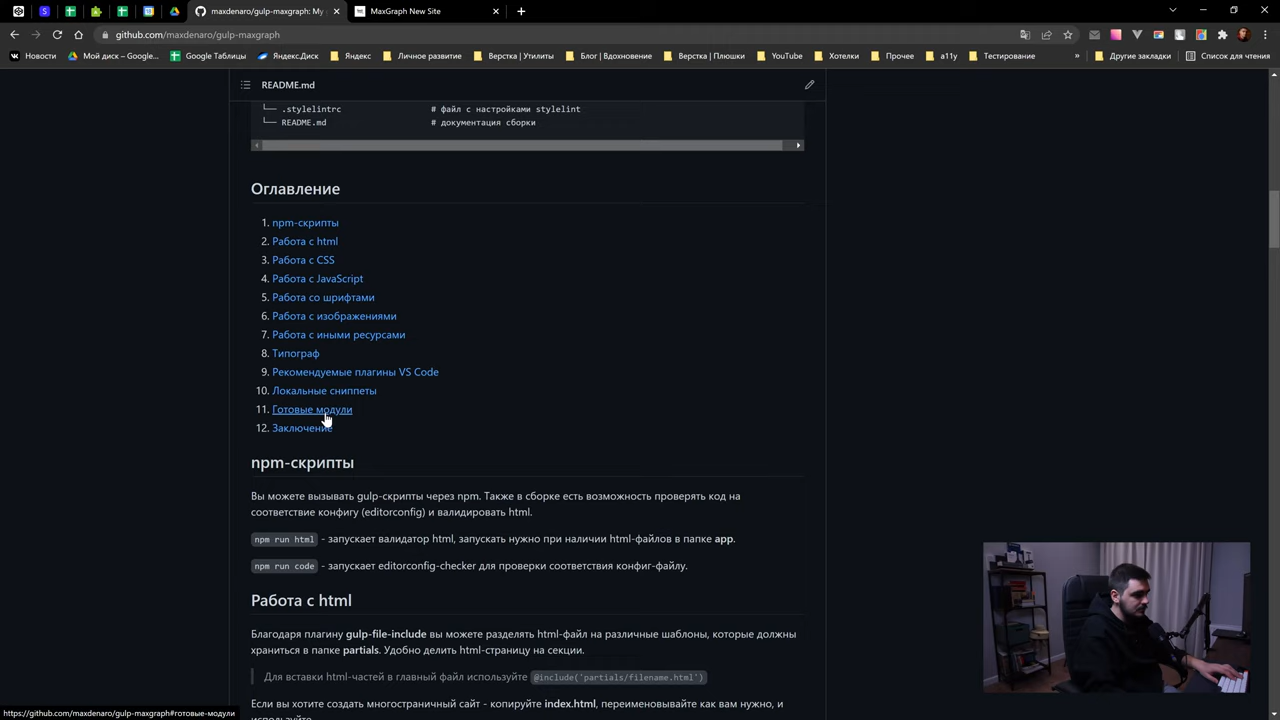 maxdenaro/gulp-maxgraph: My
MaxGraph New Site
github.com/maxdenaro/gulp-maxgraph
Новости
Мой диск – Google...
Google Таблицы
Яндекс.Диск
Яндекс
Личное развитие
Верстка | Утилиты
Блог | Вдохновение
Верстка | Плюшки
YouTube
Хотелки
Прочее
a11y
Тестирование
»
Другие закладки
Список для чтения
README.md
└── .stylelintrc # файл с настройками stylelint
└── README.md # документация сборки
Оглавление
1. npm-скрипты
2. Работа с html
3. Работа с CSS
4. Работа с JavaScript
5. Работа со шрифтами
6. Работа с изображениями
7. Работа с иными ресурсами
8. Типограф
9. Рекомендуемые плагины VS Code
10. Локальные сниппеты
11. Готовые модули
12. Заключение
npm-скрипты
Вы можете вызывать gulp-скрипты через npm. Также в сборке есть возможность проверять код на
соответствие конфигу (editorconfig) и валидировать html.
npm run html - запускает валидатор html, запускать нужно при наличии html-файлов в папке app.
npm run code - запускает editorconfig-checker для проверки соответствия конфиг-файлу.
Работа с html
Благодаря плагину gulp-file-include вы можете разделять html-файл на различные шаблоны, которые должны
храниться в папке partials. Удобно делить html-страницу на секции.
Для вставки html-частей в главный файл используйте @include('partials/filename.html')
Если вы хотите создать многостраничный сайт - копируйте index.html, переименовывайте как вам нужно, и
используйте.
https://github.com/maxdenaro/gulp-maxgraph#готовые-модули